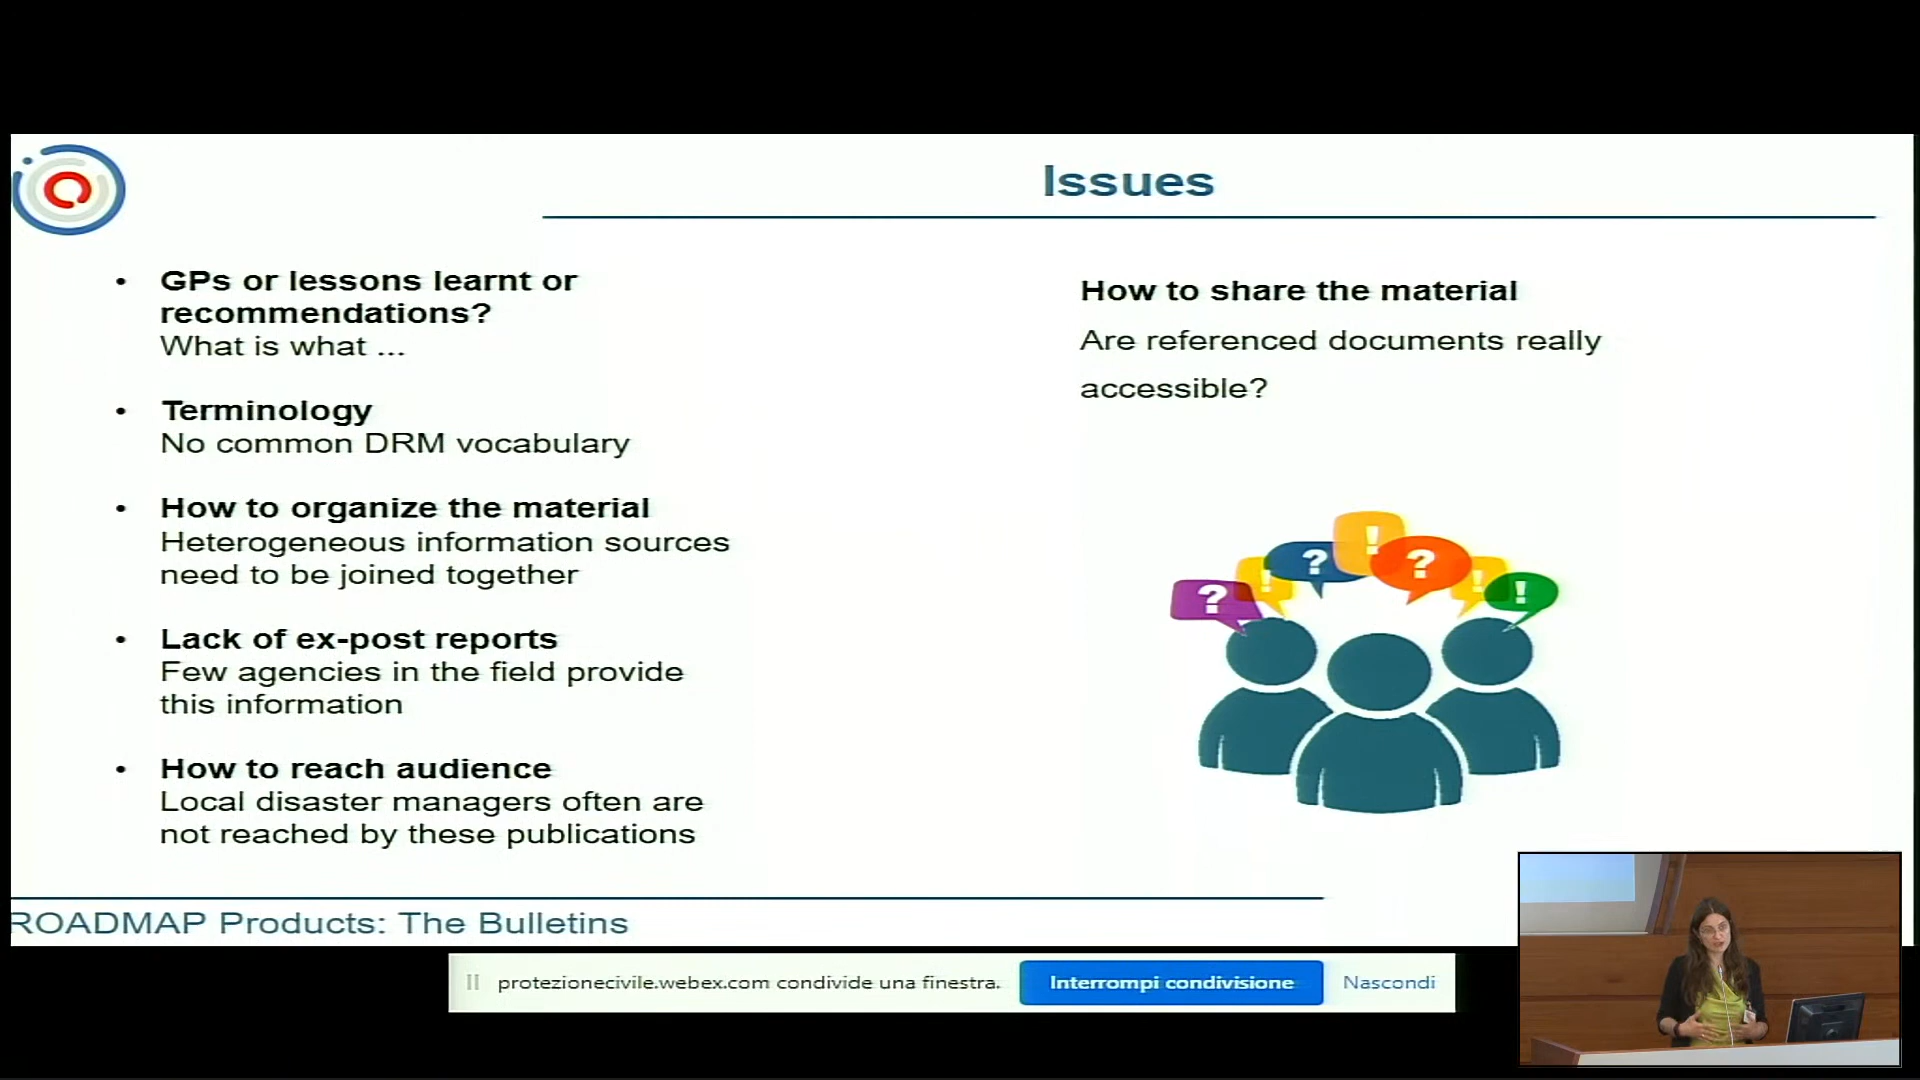 Issues
• GPs or lessons learnt or
recommendations?
What is what ...
• Terminology
No common DRM vocabulary
• How to organize the material
Heterogeneous information sources
need to be joined together
• Lack of ex-post reports
Few agencies in the field provide
this information
• How to reach audience
Local disaster managers often are
not reached by these publications
How to share the material
Are referenced documents really
accessible?
? ! ? ! ? ! !
ROADMAP Products: The Bulletins
protezionecivile.webex.com condivide una finestra.
Interrompi condivisione
Nascondi